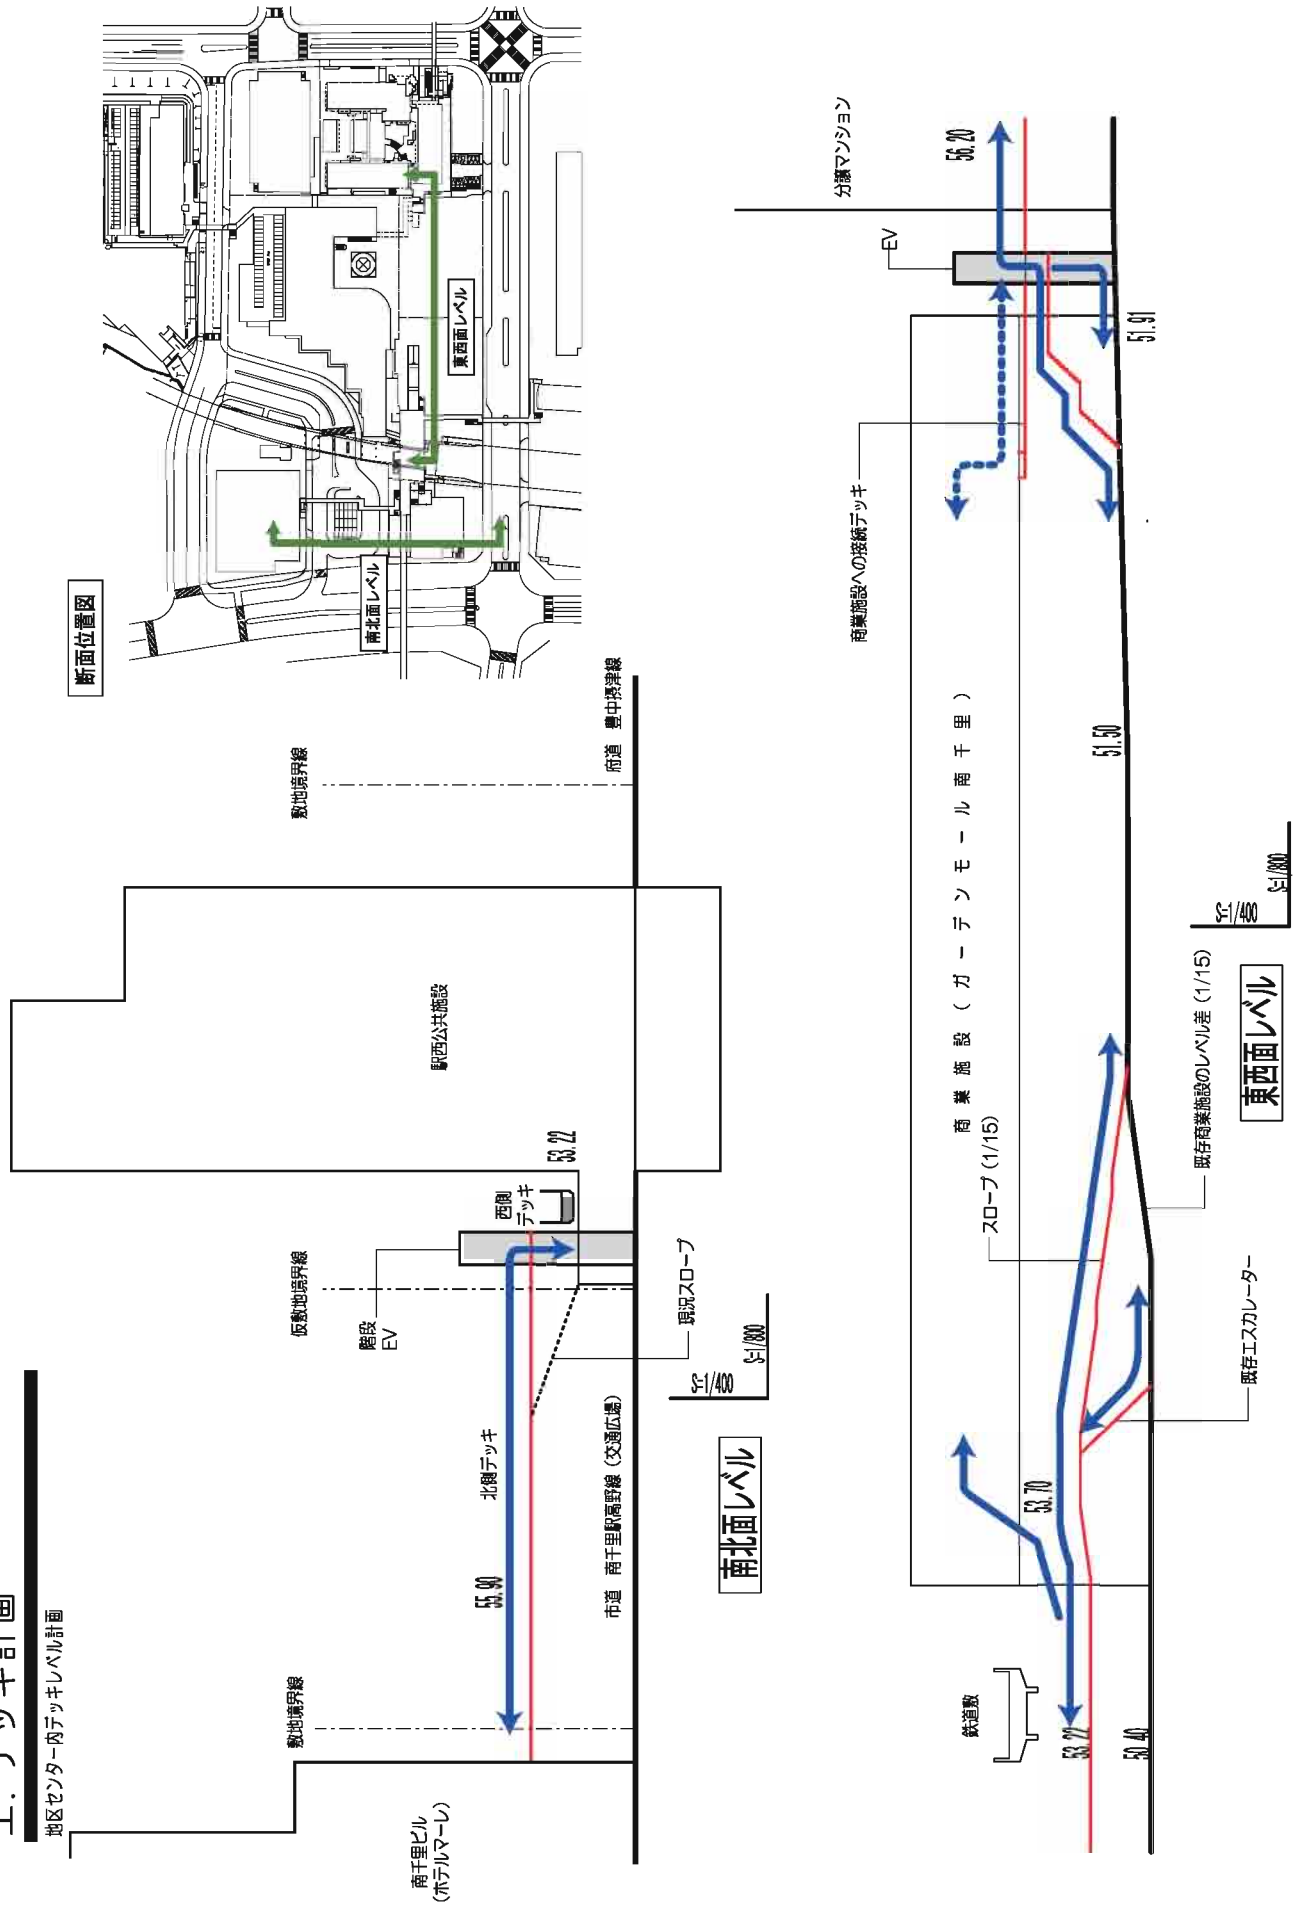 地区センター内デッキレベル計画
断面位置図
南北面レベル
東西面レベル
南千里ビル
(ホテルマーレ)
敷地境界線
55.90
北側デッキ
市道 南千里駅高野線(交通広場)
仮敷地境界線
階段
EV
西側
デッキ
53.22
現況スロープ
駅西公共施設
敷地境界線
府道 豊中摂津線
南北面レベル
S=1/400
S=1/800
鉄道敷
53.22
50.40
53.70
商業施設(ガーデンモール南千里)
スロープ(1/15)
既存エスカレーター
既存商業施設のレベル差(1/15)
51.50
商業施設への接続デッキ
EV
分譲マンション
56.20
51.91
東西面レベル
S=1/400
S=1/800